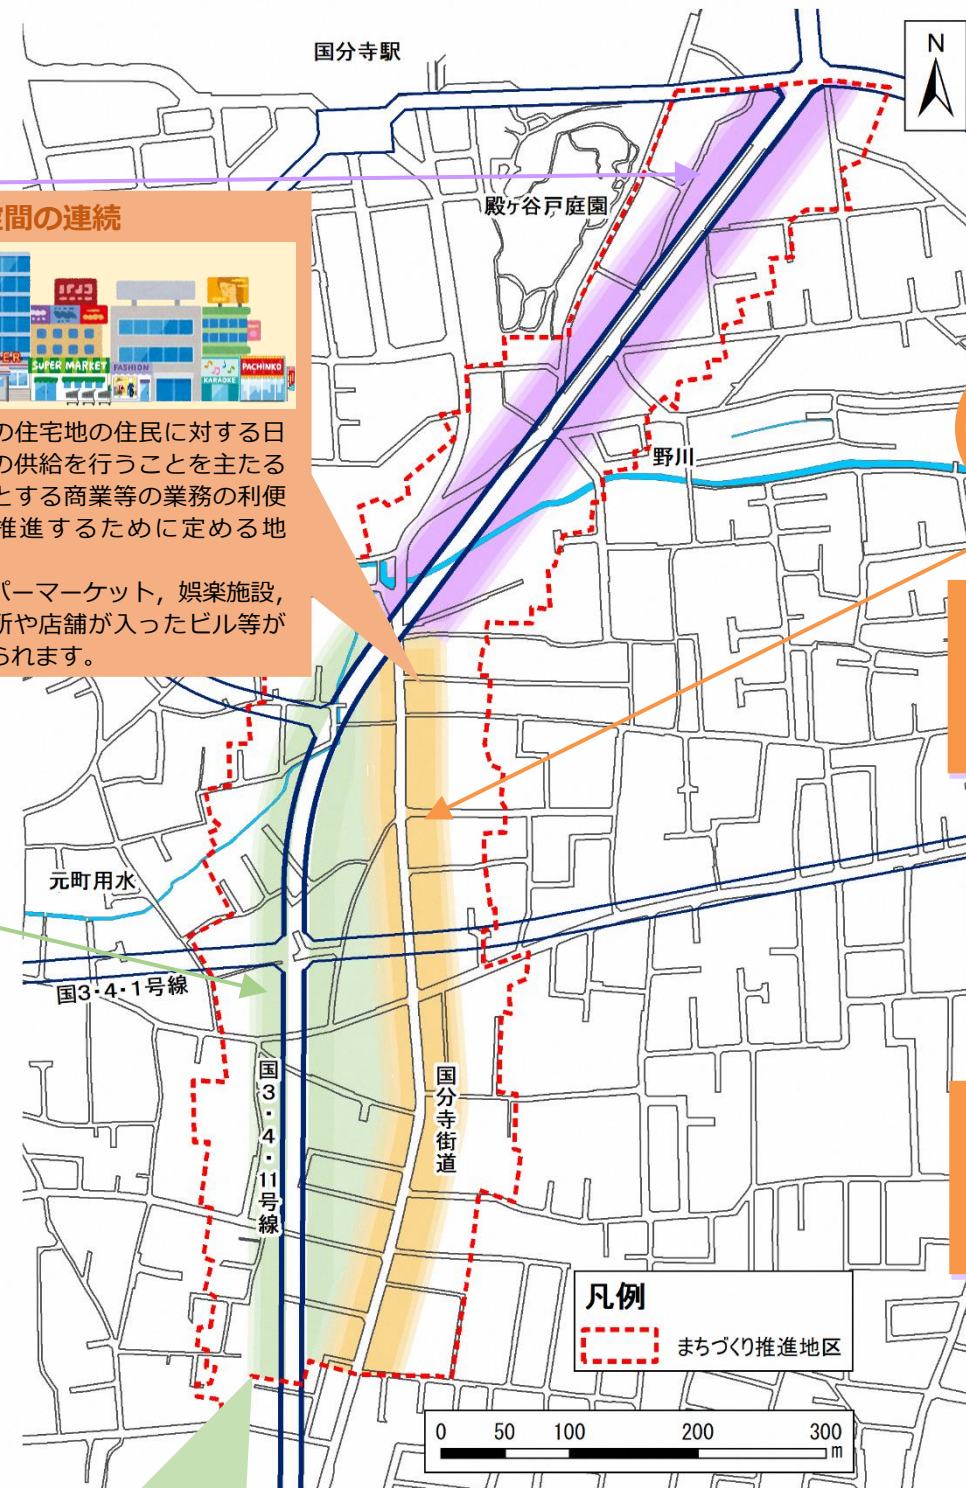 国分寺駅
N
殿ヶ谷戸庭園
間の連続
SUPER MARKET
FASHION
KARAOKE
PACHINKO
の住宅地の住民に対する日
の供給を行うことを主たる
とする商業等の業務の利便
推進するために定める地
パーマーケット，娯楽施設，
所や店舗が入ったビル等が
られます。
野川
元町用水
国3・4・1号線
国3・4・11号線
国分寺街道
凡例
まちづくり推進地区
0 50 100 200 300
m